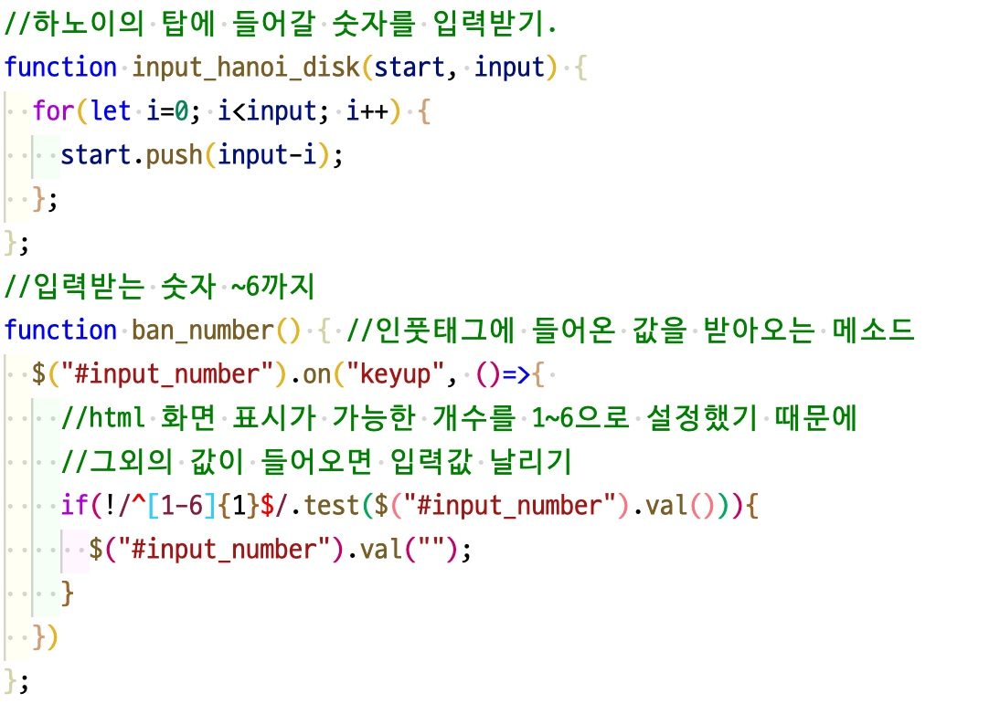 //하노이의 탑에 들어갈 숫자를 입력받기.
function input_hanoi_disk(start, input) {
  for(let i=0; i<input; i++) {
    start.push(input-i);
  };
};
//입력받는 숫자 ~6까지
function ban_number() { //인풋태그에 들어온 값을 받아오는 메소드
  $("#input_number").on("keyup", ()=>{
    //html 화면 표시가 가능한 개수를 1~6으로 설정했기 때문에
    //그외의 값이 들어오면 입력값 날리기
    if(!/^[1-6]{1}$/.test($("#input_number").val())){
      $("#input_number").val("");
    }
  })
};